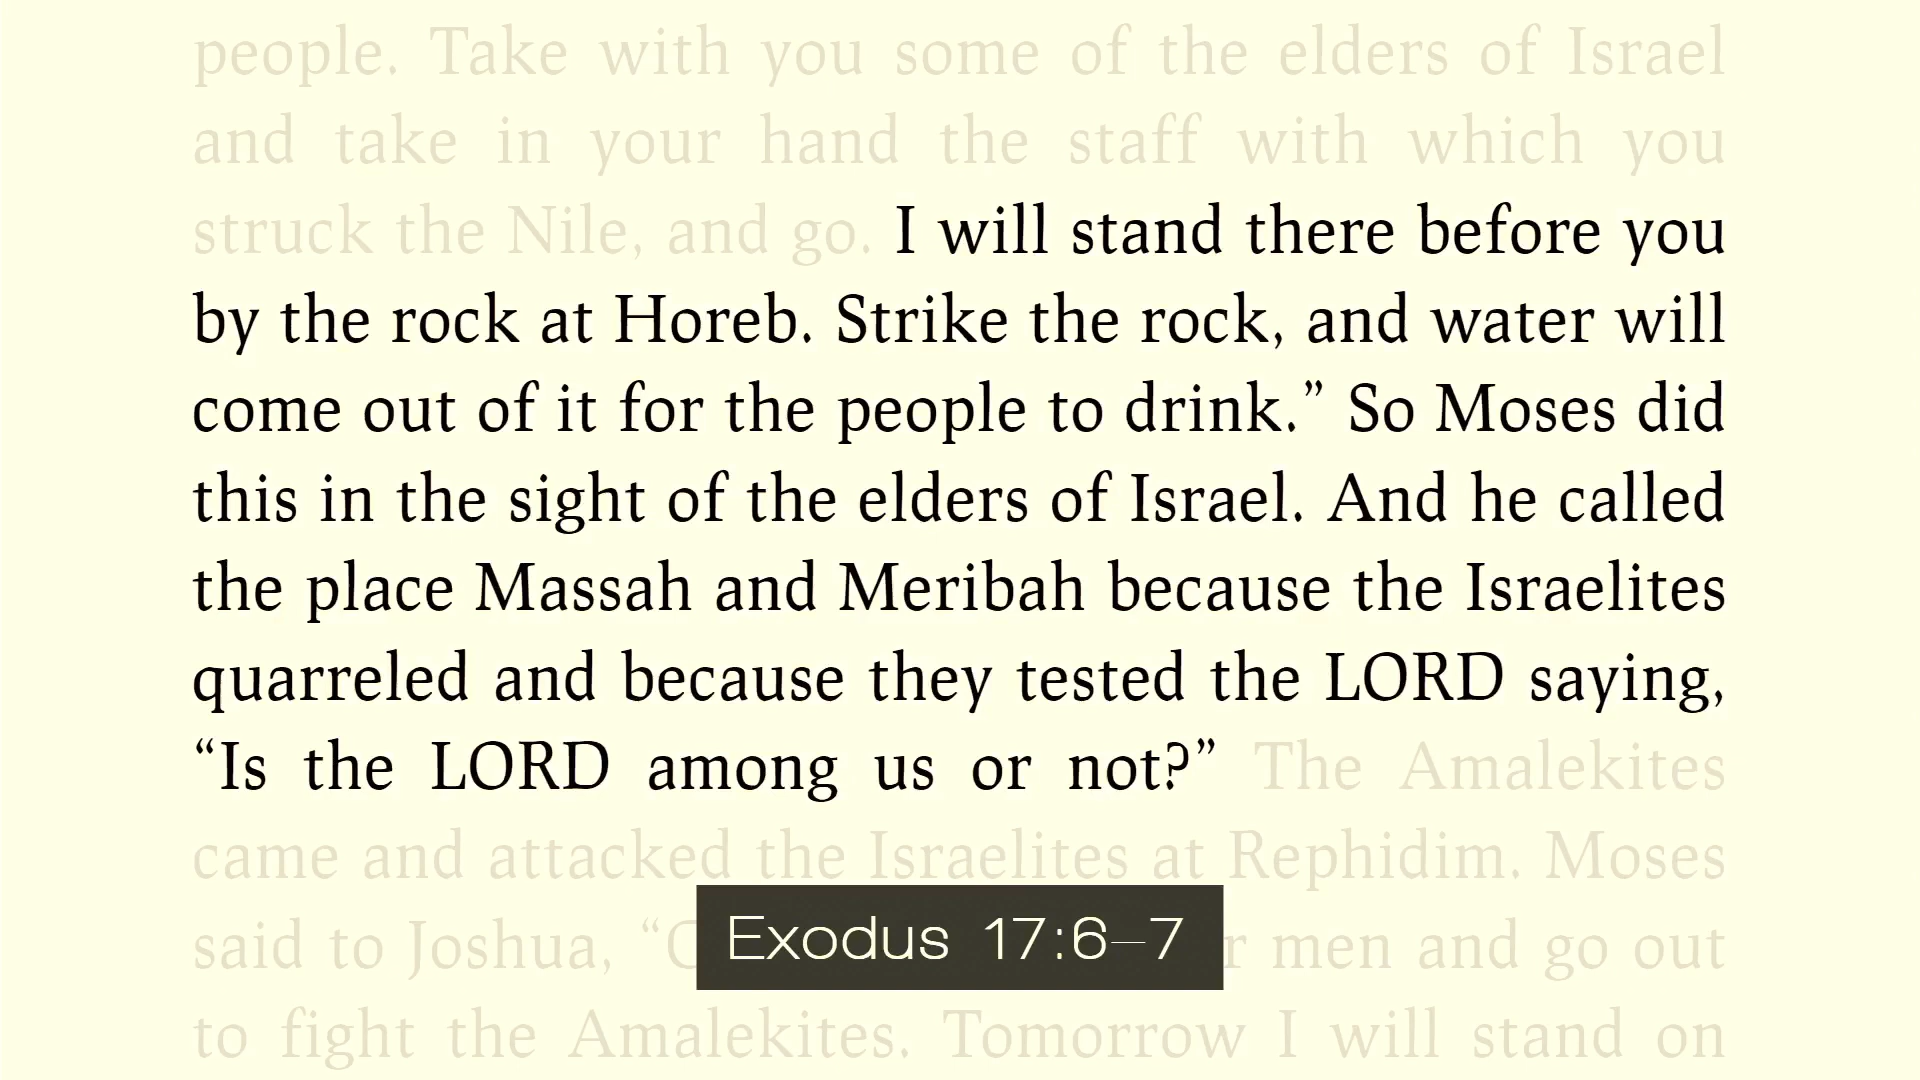 people. Take with you some of the elders of Israel
and take in your hand the staff with which you
struck the Nile, and go. I will stand there before you
by the rock at Horeb. Strike the rock, and water will
come out of it for the people to drink.” So Moses did
this in the sight of the elders of Israel. And he called
the place Massah and Meribah because the Israelites
quarreled and because they tested the LORD saying,
“Is the LORD among us or not?” The Amalekites
came and attacked the Israelites at Rephidim. Moses
said to Joshua, “ men and go out
Exodus 17:6–7
to fight the Amalekites. Tomorrow I will stand on